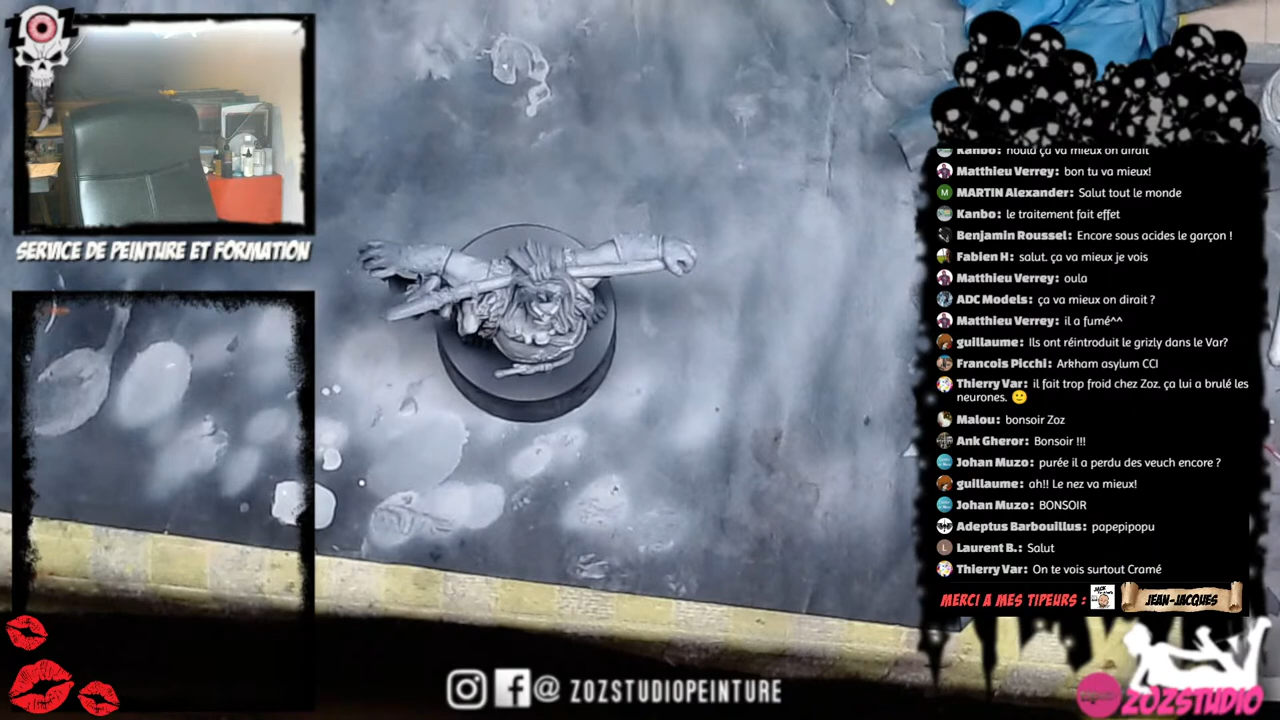 SERVICE DE PEINTURE ET FORMATION
Kanbo: houla ça va mieux on dirait
Matthieu Verrey: bon tu va mieux!
M MARTIN Alexander: Salut tout le monde
Kanbo: le traitement fait effet
Benjamin Roussel: Encore sous acides le garçon !
Fabien H: salut. ça va mieux je vois
Matthieu Verrey: oula
ADC Models: ça va mieux on dirait ?
Matthieu Verrey: il a fumé^^
guillaume: Ils ont réintroduit le grizly dans le Var?
Francois Picchi: Arkham asylum CCI
Thierry Var: il fait trop froid chez Zoz. ça lui a brulé les
neurones. 🙂
Malou: bonsoir Zoz
Ank Gheror: Bonsoir !!!
Johan Muzo: purée il a perdu des veuch encore ?
guillaume: ah!! Le nez va mieux!
Johan Muzo: BONSOIR
Adeptus Barbouillus: papepipopu
L Laurent B.: Salut
Thierry Var: On te vois surtout Cramé
MERCI A MES TIPEURS : JEAN-JACQUES
@ ZOZSTUDIOPEINTURE
ZOZSTUDIO